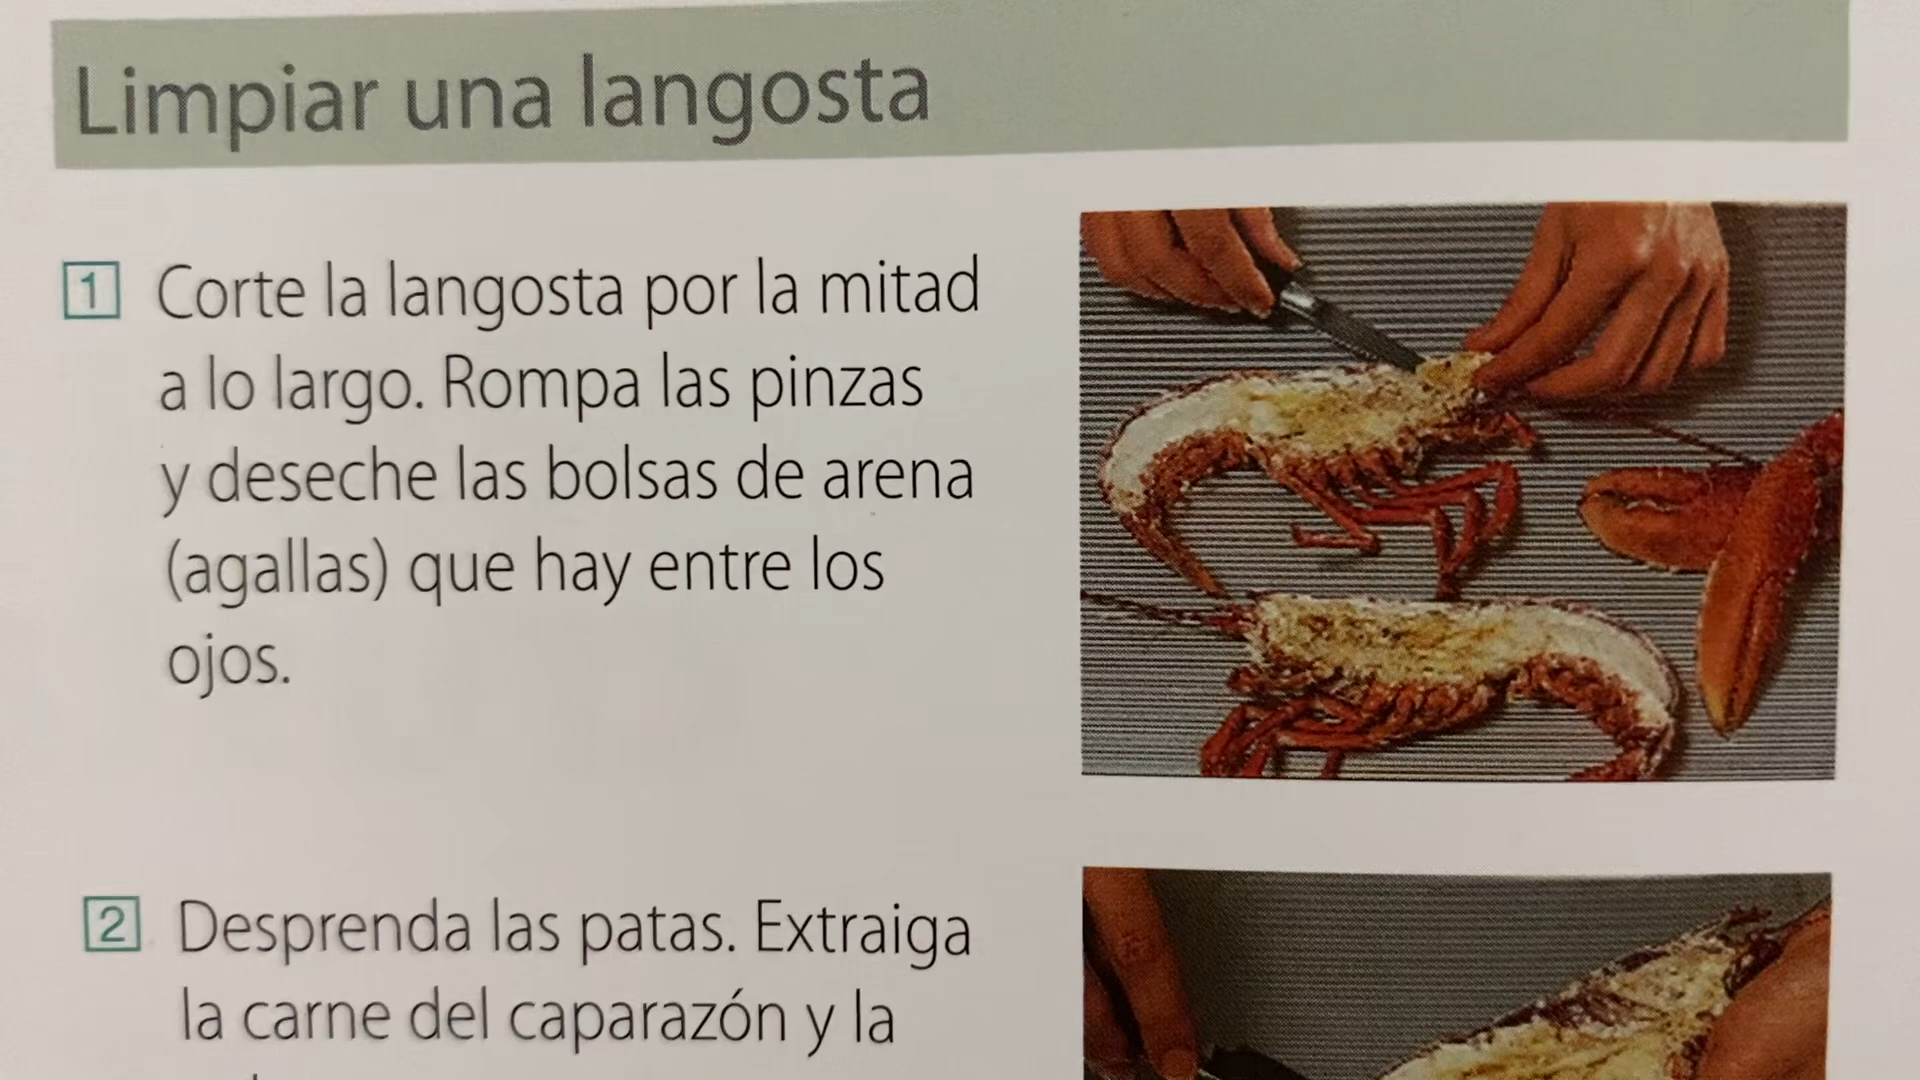 Limpiar una langosta
1 Corte la langosta por la mitad
a lo largo. Rompa las pinzas
y deseche las bolsas de arena
(agallas) que hay entre los
ojos.
2 Desprenda las patas. Extraiga
la carne del caparazón y la